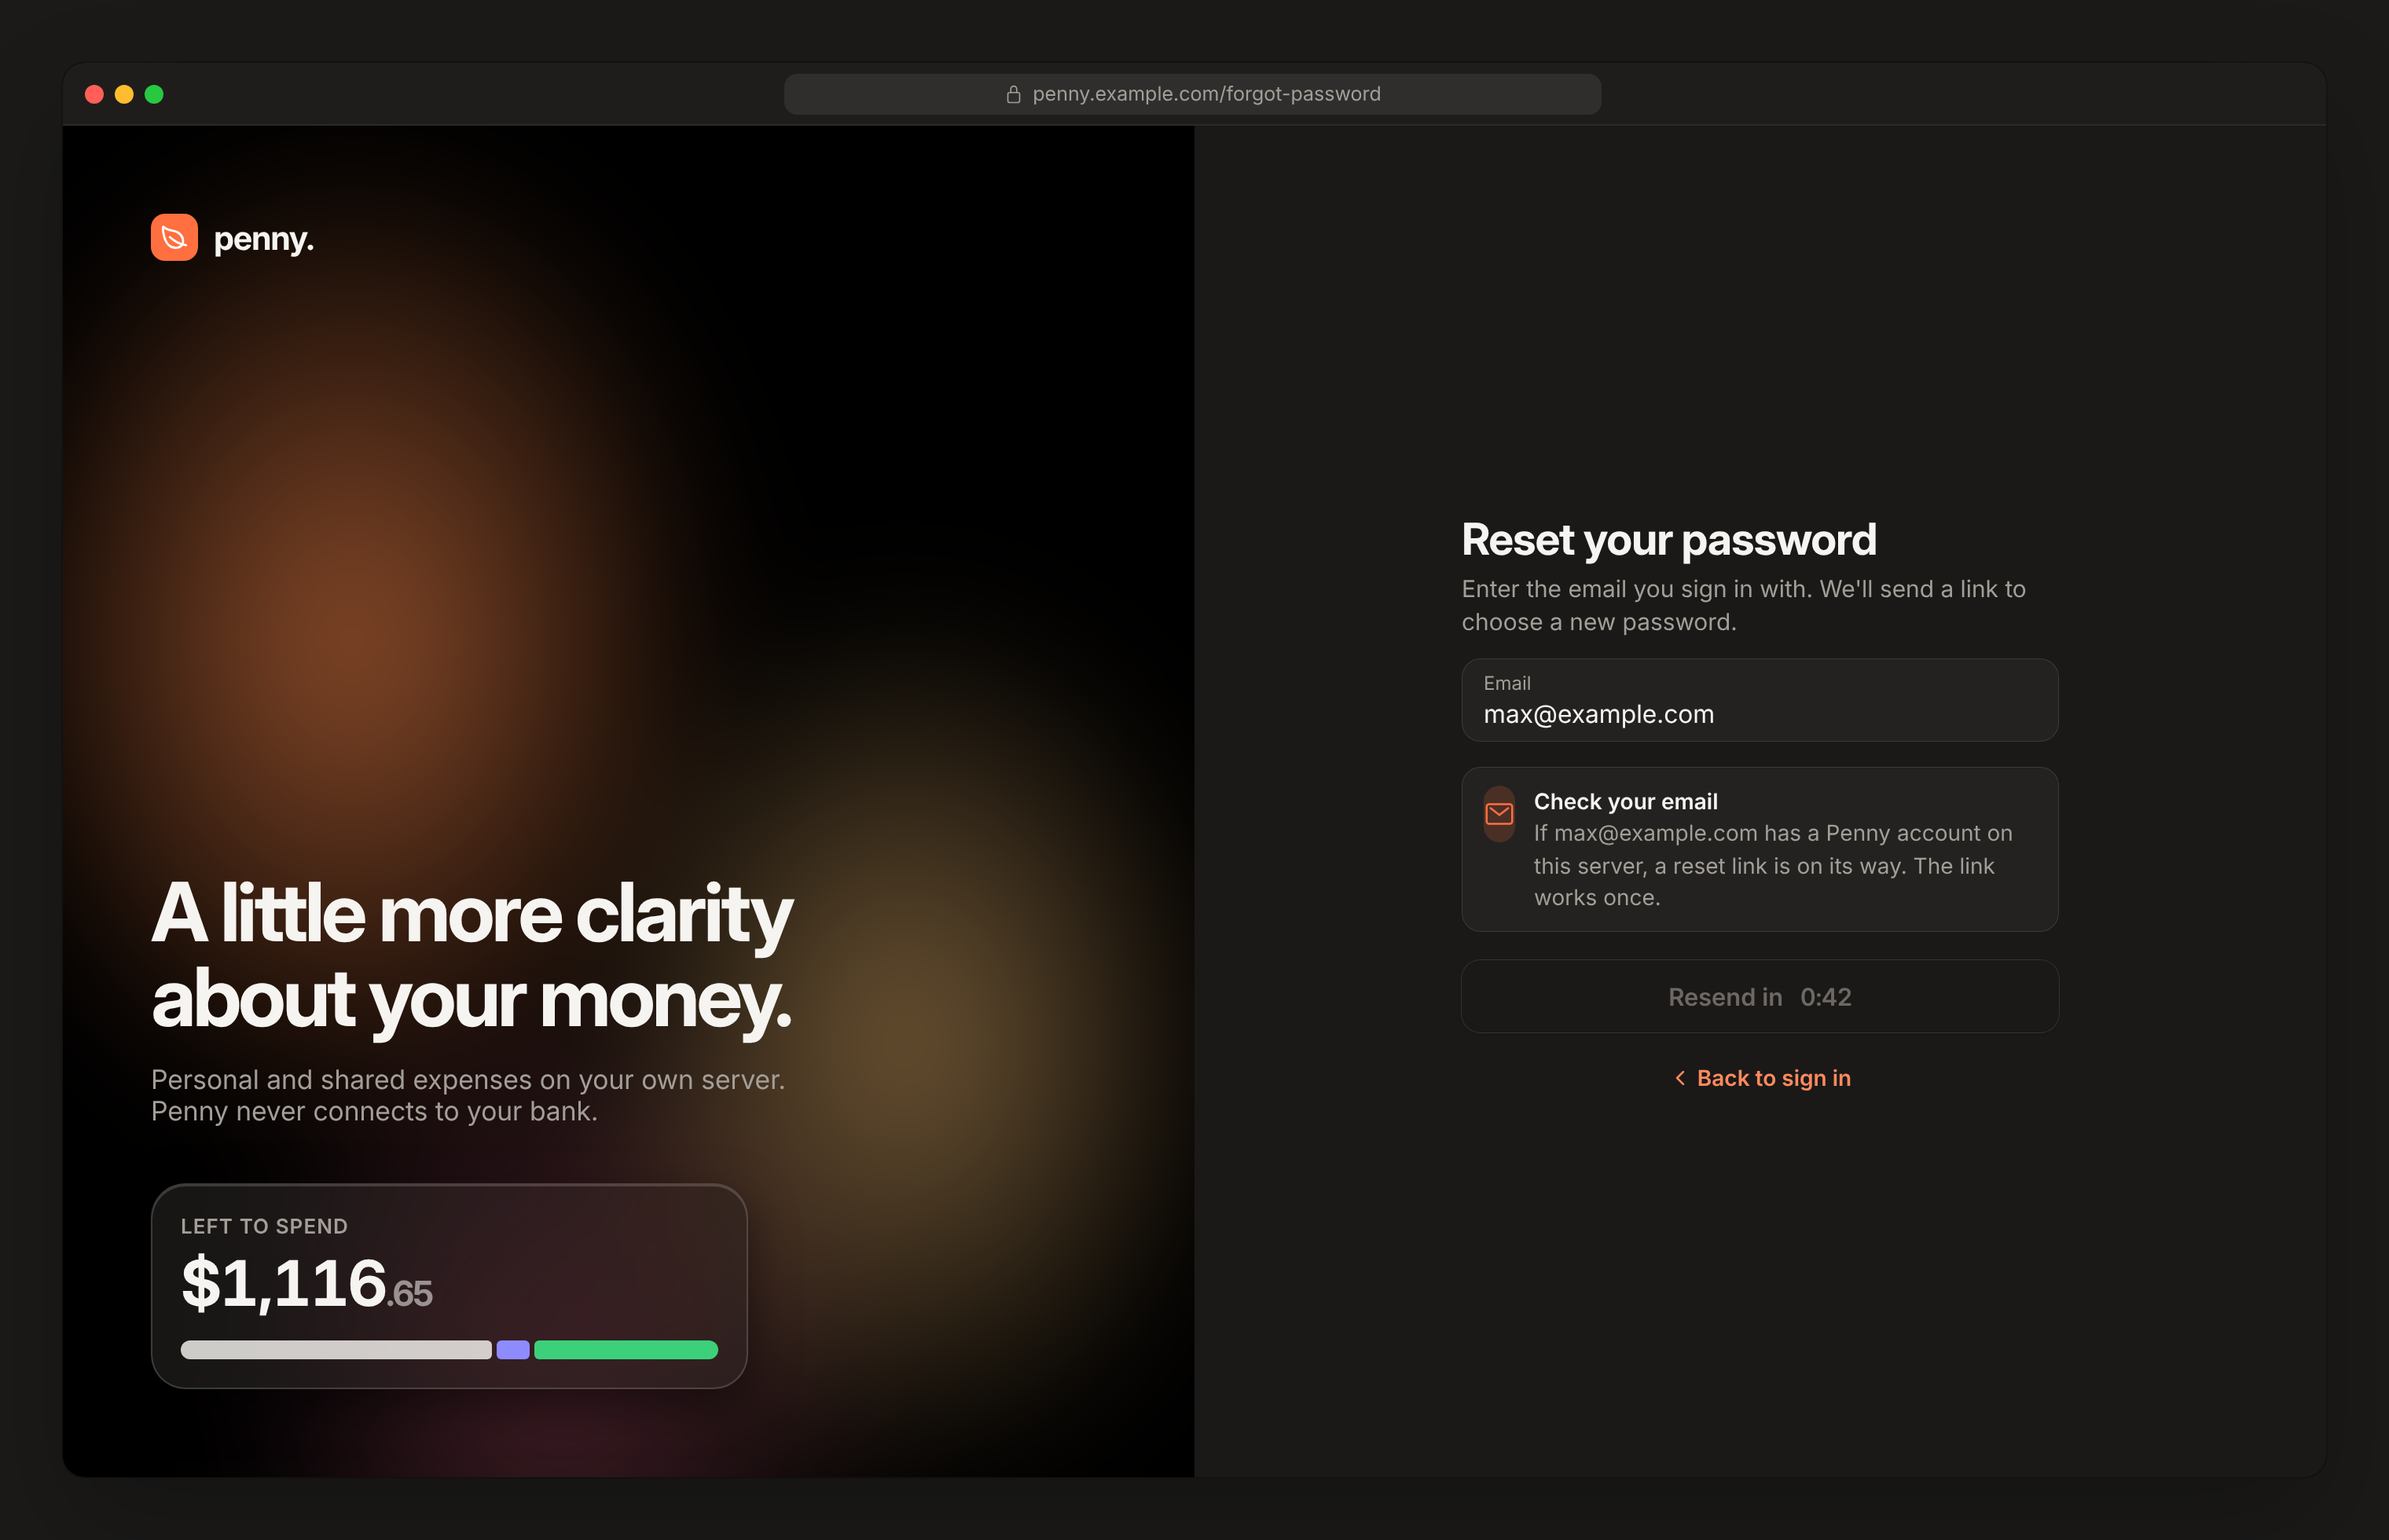 penny.example.com/forgot-password
penny.
A little more clarity
about your money.
Personal and shared expenses on your own server.
Penny never connects to your bank.
LEFT TO SPEND
$1,116.65
Reset your password
Enter the email you sign in with. We'll send a link to
choose a new password.
Email
max@example.com
Check your email
If max@example.com has a Penny account on
this server, a reset link is on its way. The link
works once.
Resend in 0:42
Back to sign in